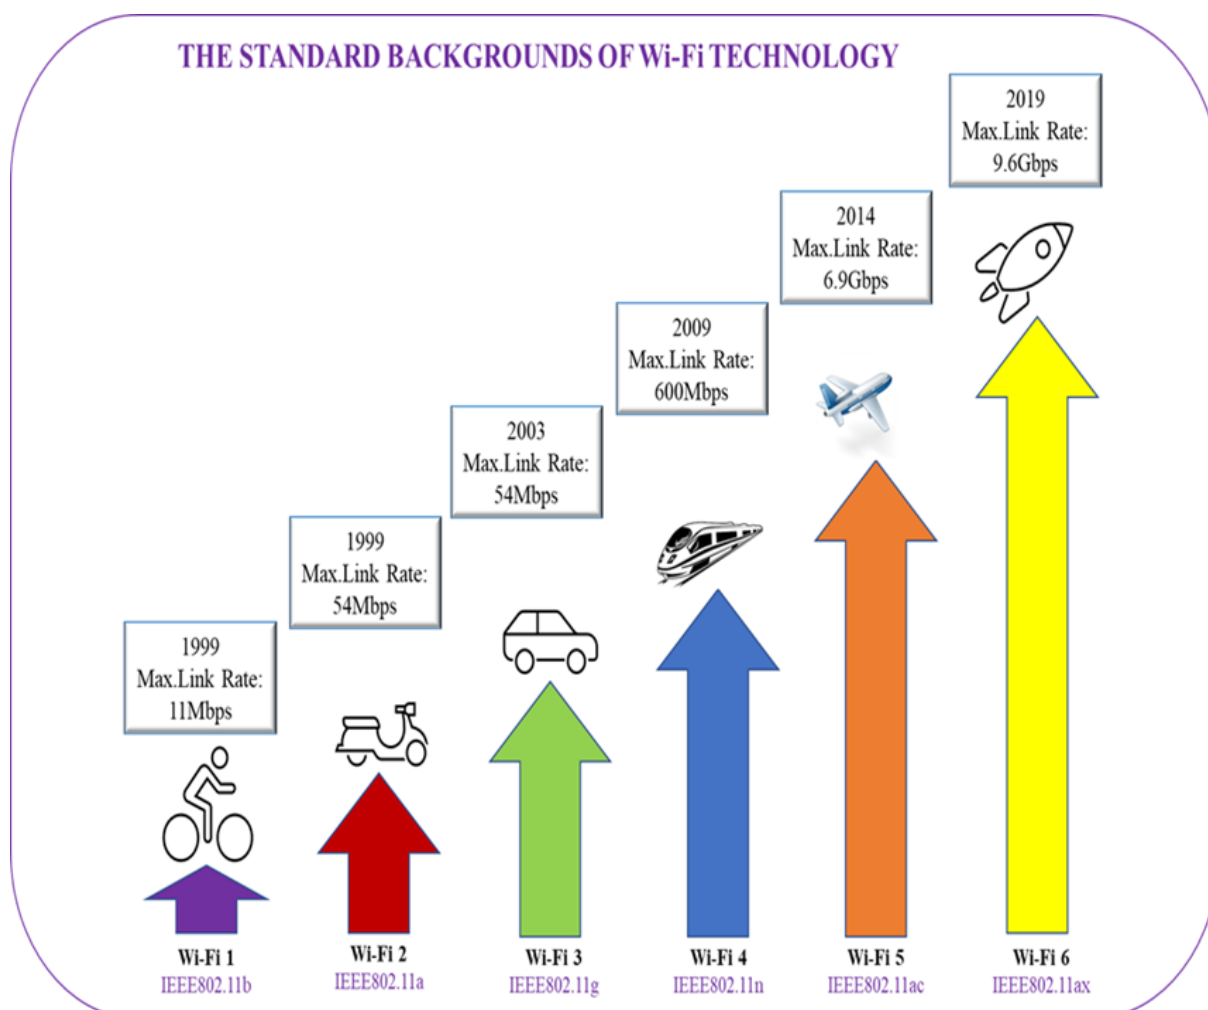 THE STANDARD BACKGROUNDS OF Wi-Fi TECHNOLOGY
1999
Max.Link Rate:
11Mbps
1999
Max.Link Rate:
54Mbps
2003
Max.Link Rate:
54Mbps
2009
Max.Link Rate:
600Mbps
2014
Max.Link Rate:
6.9Gbps
2019
Max.Link Rate:
9.6Gbps
Wi-Fi 1
IEEE802.11b
Wi-Fi 2
IEEE802.11a
Wi-Fi 3
IEEE802.11g
Wi-Fi 4
IEEE802.11n
Wi-Fi 5
IEEE802.11ac
Wi-Fi 6
IEEE802.11ax